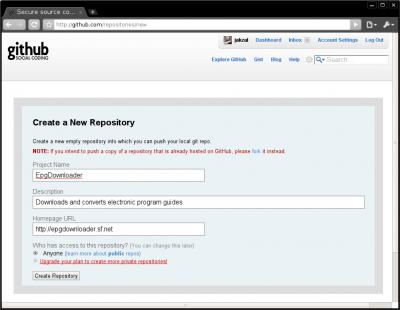 Secure source co...
http://github.com/repositories/new
github
SOCIAL CODING
jakzal Dashboard Inbox Account Settings Log Out
Explore GitHub Gist Blog Help Search...
Create a New Repository
Create a new empty repository into which you can push your local git repo.
NOTE: If you intend to push a copy of a repository that is already hosted on GitHub, please fork it instead
Project Name
EpgDownloader
Description
Downloads and converts electronic program guides
Homepage URL
http://epgdownloader.sf.net
Who has access to this repository? (You can change this later)
Anyone (learn more about public repos)
Upgrade your plan to create more private repositories!
Create Repository